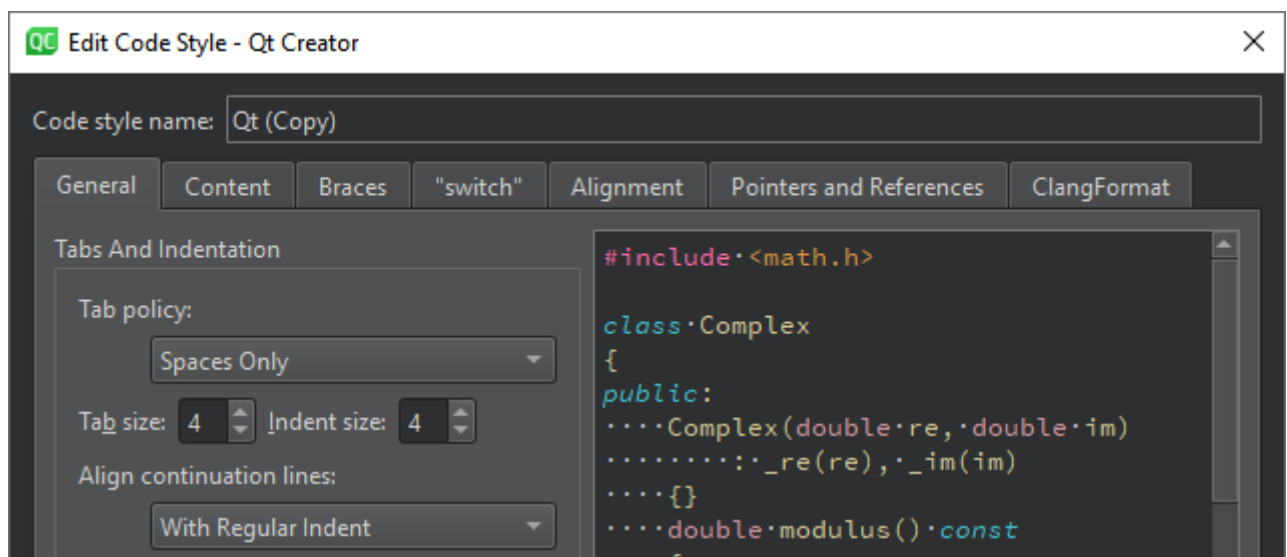 QC Edit Code Style - Qt Creator
Code style name: Qt (Copy)
General Content Braces "switch" Alignment Pointers and References ClangFormat
Tabs And Indentation
Tab policy:
Spaces Only
Tab size: 4 Indent size: 4
Align continuation lines:
With Regular Indent
#include·<math.h>
class·Complex
{
public:
····Complex(double·re,·double·im)
········:·_re(re),·_im(im)
····{}
····double·modulus()·const